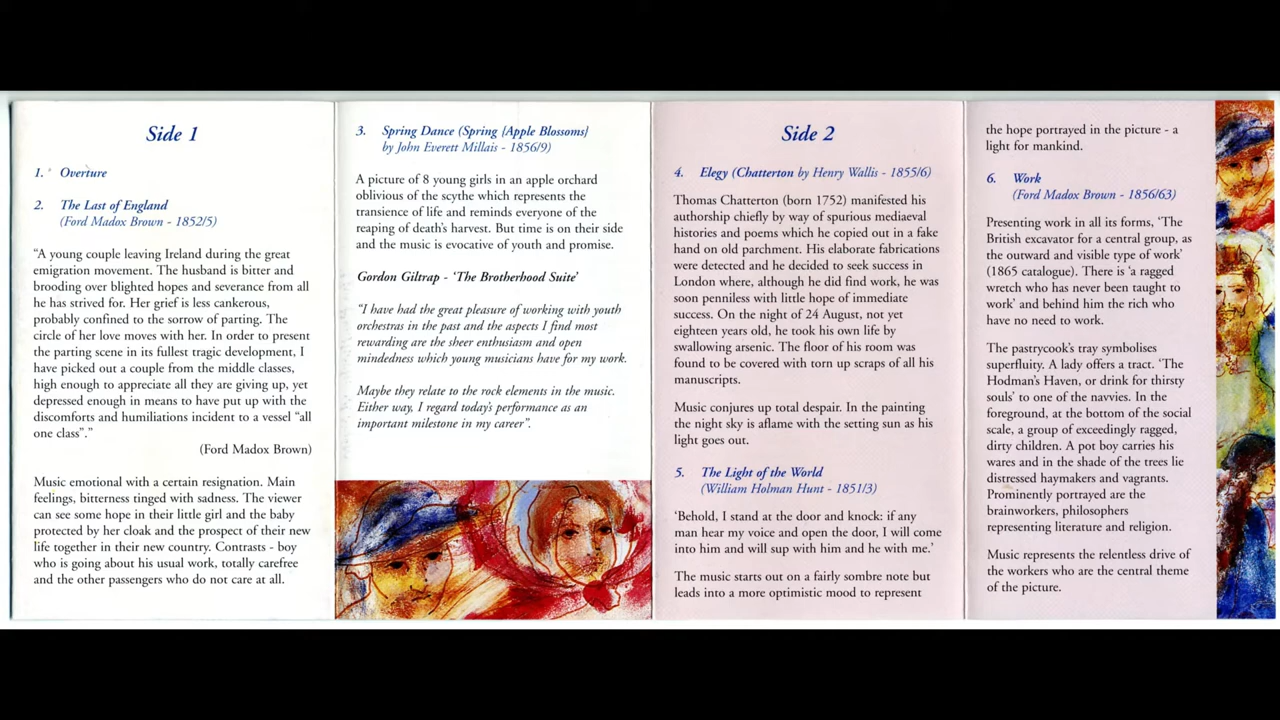 Side 1
1. Overture
2. The Last of England
(Ford Madox Brown - 1852/5)
“A young couple leaving Ireland during the great
emigration movement. The husband is bitter and
brooding over blighted hopes and severance from all
he has strived for. Her grief is less cankerous,
probably confined to the sorrow of parting. The
circle of her love moves with her. In order to present
the parting scene in its fullest tragic development, I
have picked out a couple from the middle classes,
high enough to appreciate all they are giving up, yet
depressed enough in means to have put up with the
discomforts and humiliations incident to a vessel “all
one class”.”
(Ford Madox Brown)
Music emotional with a certain resignation. Main
feelings, bitterness tinged with sadness. The viewer
can see some hope in their little girl and the baby
protected by her cloak and the prospect of their new
life together in their new country. Contrasts - boy
who is going about his usual work, totally carefree
and the other passengers who do not care at all.
3. Spring Dance (Spring {Apple Blossoms}
by John Everett Millais - 1856/9)
A picture of 8 young girls in an apple orchard
oblivious of the scythe which represents the
transience of life and reminds everyone of the
reaping of death's harvest. But time is on their side
and the music is evocative of youth and promise.
Gordon Giltrap - ‘The Brotherhood Suite’
“I have had the great pleasure of working with youth
orchestras in the past and the aspects I find most
rewarding are the sheer enthusiasm and open
mindedness which young musicians have for my work.
Maybe they relate to the rock elements in the music.
Either way, I regard today's performance as an
important milestone in my career”.
Side 2
4. Elegy (Chatterton by Henry Wallis - 1855/6)
Thomas Chatterton (born 1752) manifested his
authorship chiefly by way of spurious mediaeval
histories and poems which he copied out in a fake
hand on old parchment. His elaborate fabrications
were detected and he decided to seek success in
London where, although he did find work, he was
soon penniless with little hope of immediate
success. On the night of 24 August, not yet
eighteen years old, he took his own life by
swallowing arsenic. The floor of his room was
found to be covered with torn up scraps of all his
manuscripts.
Music conjures up total despair. In the painting
the night sky is aflame with the setting sun as his
light goes out.
5. The Light of the World
(William Holman Hunt - 1851/3)
‘Behold, I stand at the door and knock: if any
man hear my voice and open the door, I will come
into him and will sup with him and he with me.’
The music starts out on a fairly sombre note but
leads into a more optimistic mood to represent
the hope portrayed in the picture - a
light for mankind.
6. Work
(Ford Madox Brown - 1856/63)
Presenting work in all its forms, ‘The
British excavator for a central group, as
the outward and visible type of work’
(1865 catalogue). There is ‘a ragged
wretch who has never been taught to
work’ and behind him the rich who
have no need to work.
The pastrycook's tray symbolises
superfluity. A lady offers a tract. ‘The
Hodman's Haven, or drink for thirsty
souls’ to one of the navvies. In the
foreground, at the bottom of the social
scale, a group of exceedingly ragged,
dirty children. A pot boy carries his
wares and in the shade of the trees lie
distressed haymakers and vagrants.
Prominently portrayed are the
brainworkers, philosophers
representing literature and religion.
Music represents the relentless drive of
the workers who are the central theme
of the picture.